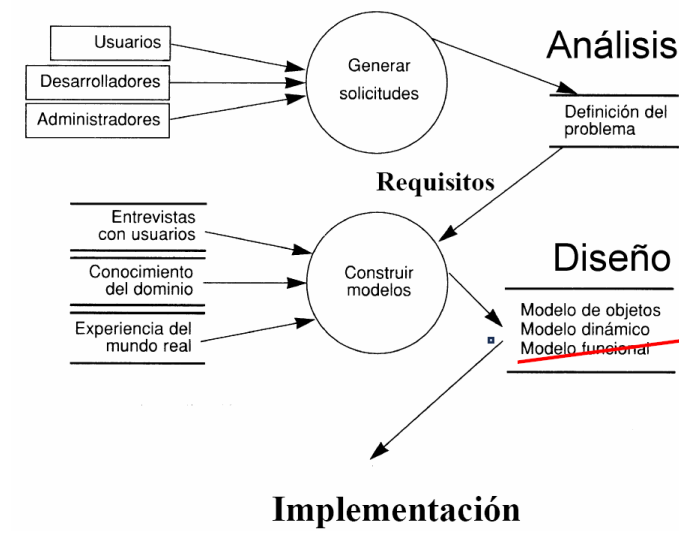 Usuarios
Desarrolladores
Administradores
Generar
solicitudes
Análisis
Definición del
problema
Requisitos
Entrevistas
con usuarios
Conocimiento
del dominio
Experiencia del
mundo real
Construir
modelos
Diseño
Modelo de objetos
Modelo dinámico
Modelo funcional
Implementación